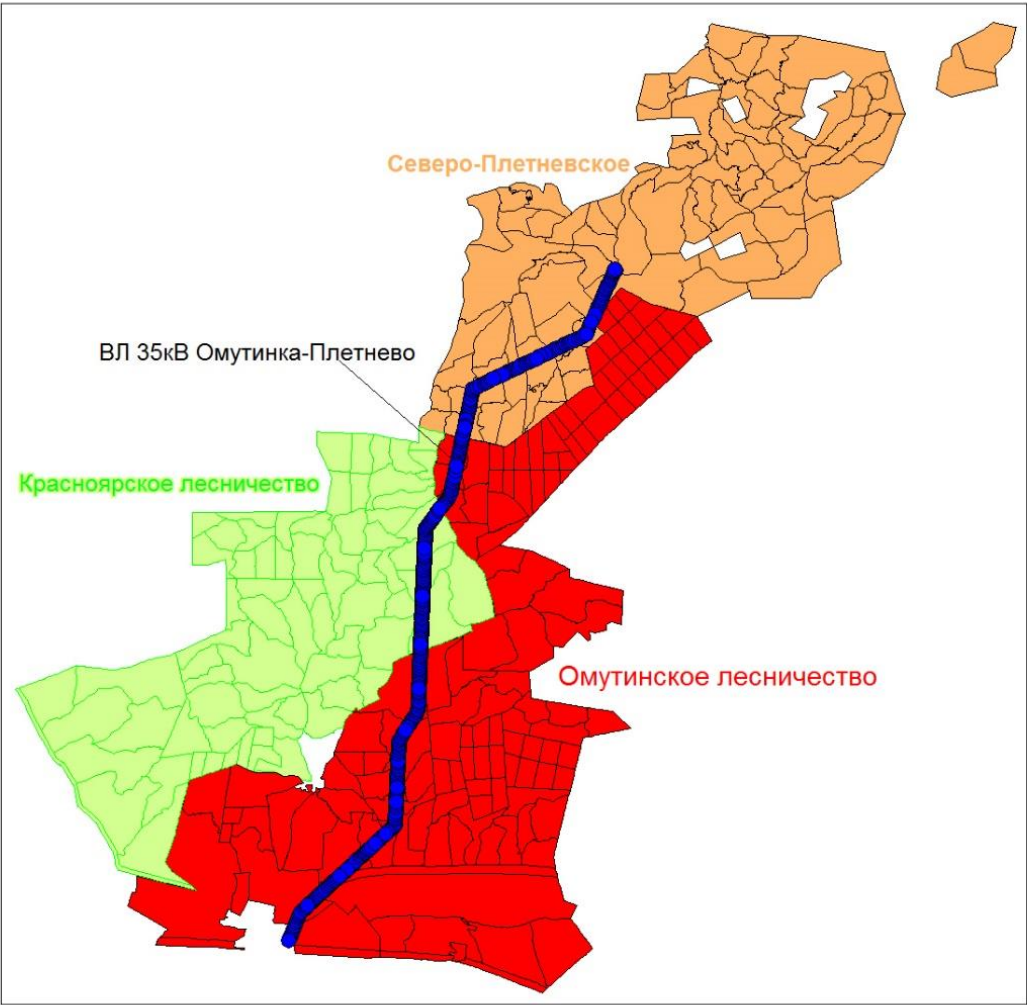 Северо-Плетневское
ВЛ 35кВ Омутинка-Плетнево
Красноярское лесничество
Омутинское лесничество